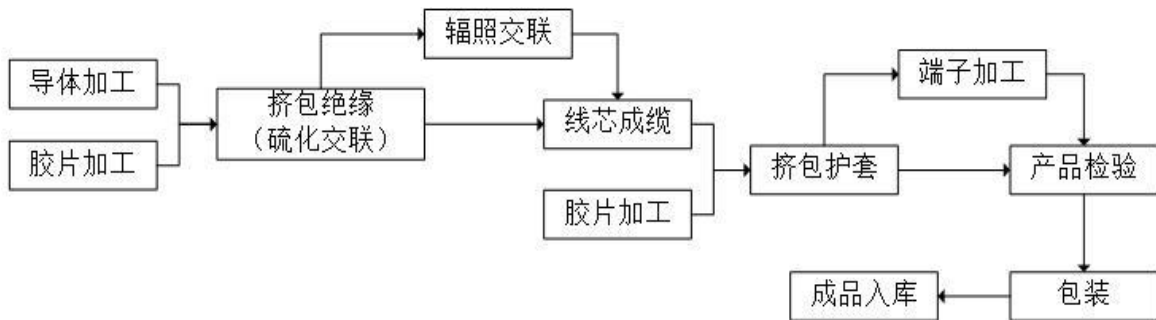 辐照交联
导体加工
端子加工
挤包绝缘
（硫化交联）
线芯成缆
胶片加工
挤包护套
产品检验
胶片加工
成品入库
包装